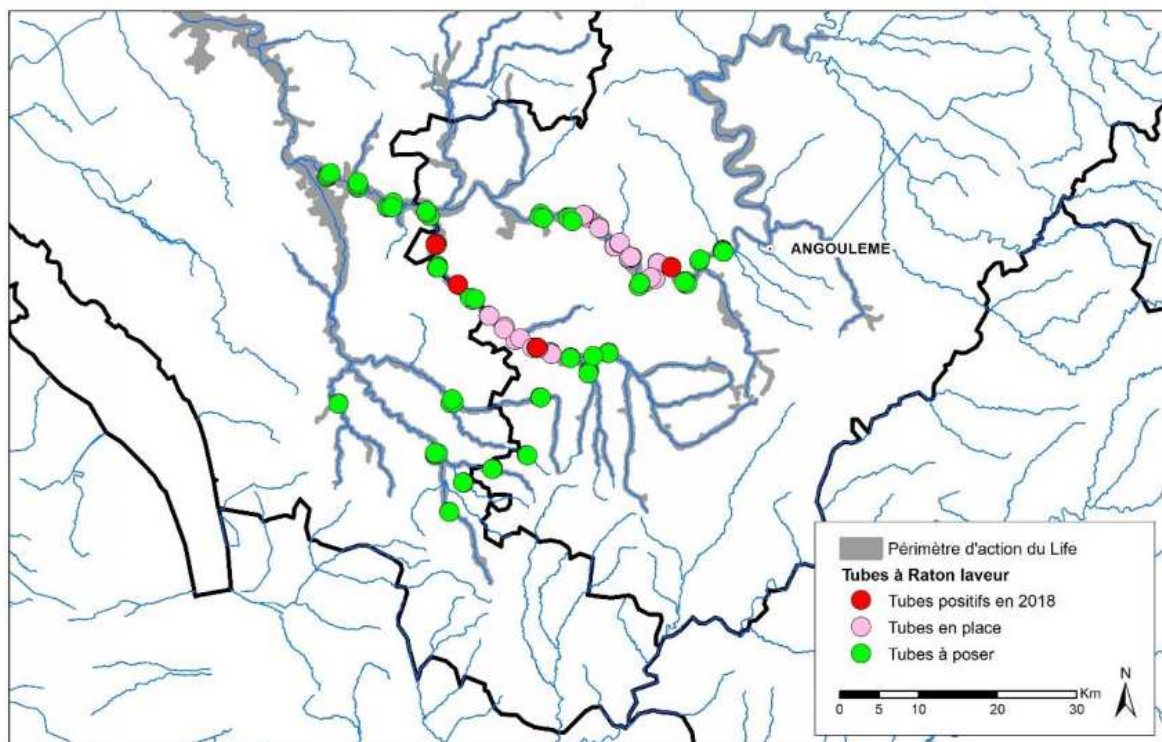 ANGOULEME
Périmètre d'action du Life
Tubes à Raton laveur
Tubes positifs en 2018
Tubes en place
Tubes à poser
N
Km
0 5 10 20 30